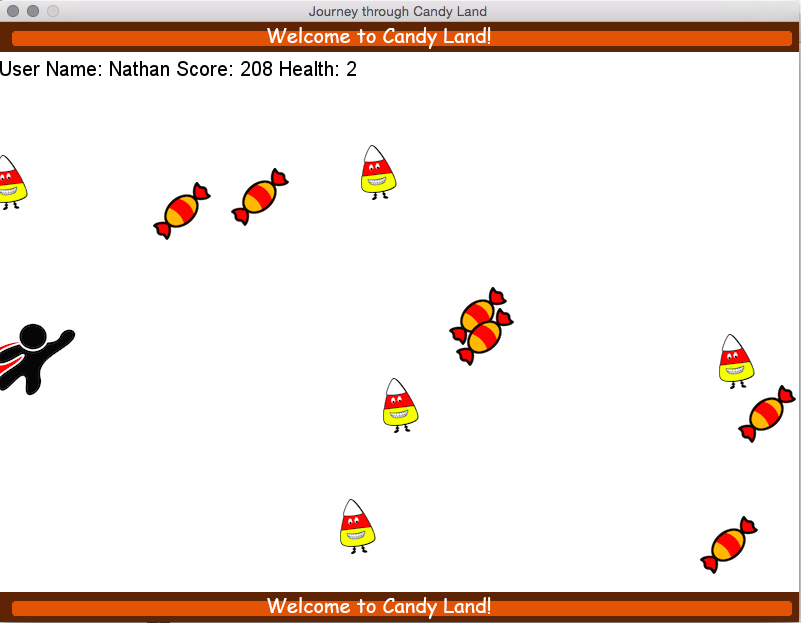 Journey through Candy Land
Welcome to Candy Land!
User Name: Nathan Score: 208 Health: 2
Welcome to Candy Land!